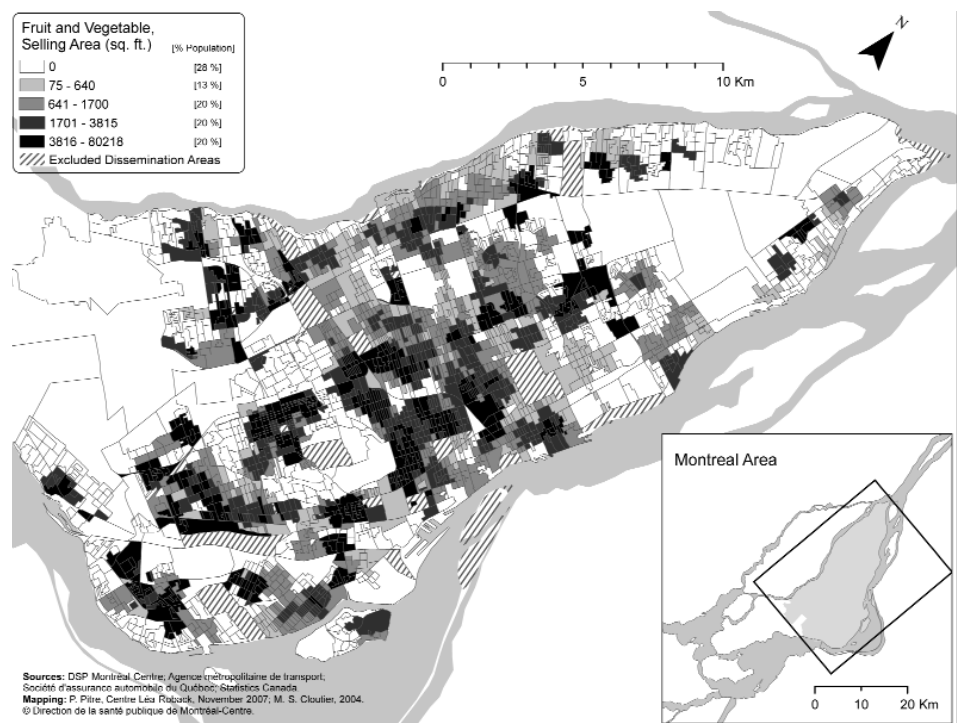 Fruit and Vegetable,
Selling Area (sq. ft.) [% Population]
0 [28 %]
75 - 640 [13 %]
641 - 1700 [20 %]
1701 - 3815 [20 %]
3816 - 80218 [20 %]
Excluded Dissemination Areas
N
0 5 10 Km
Montreal Area
0 10 20 Km
Sources: DSP Montréal Centre; Agence métropolitaine de transport;
Société d'assurance automobile du Québec; Statistics Canada.
Mapping: P. Pitre, Centre Léa Roback, November 2007; M. S. Cloutier, 2004.
© Direction de la santé publique de Montréal-Centre.